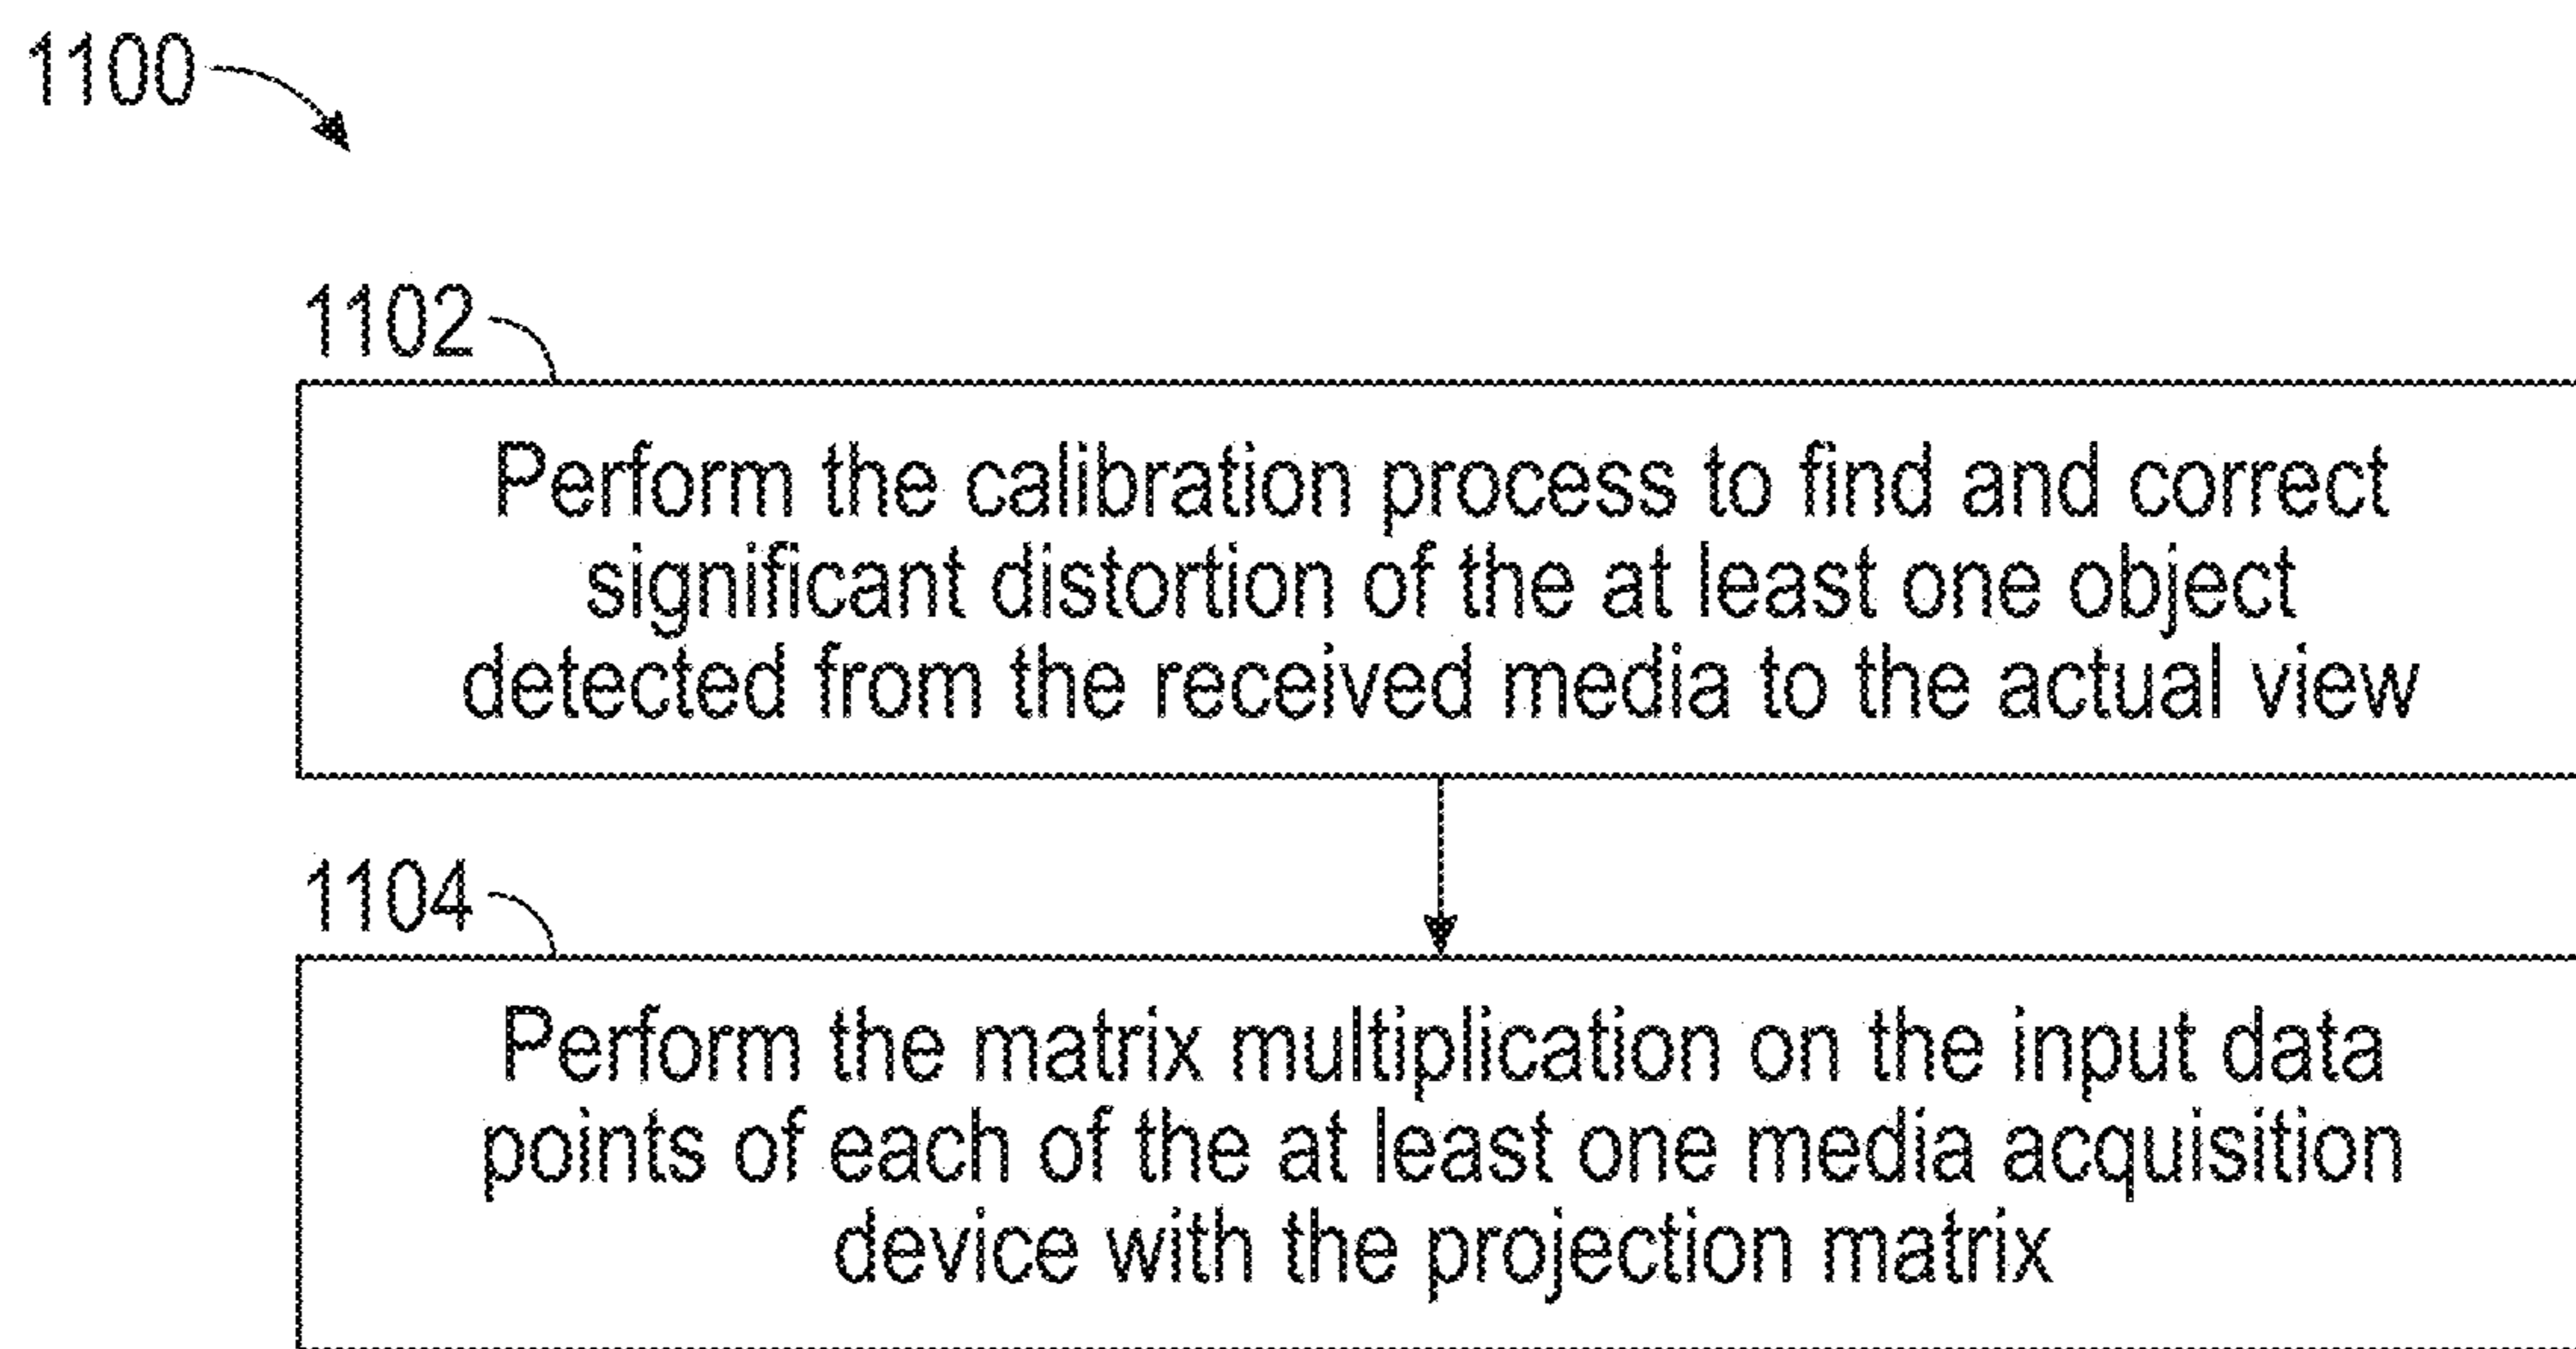 1100
1102
Perform the calibration process to find and correct
significant distortion of the at least one object
detected from the received media to the actual view
1104
Perform the matrix multiplication on the input data
points of each of the at least one media acquisition
device with the projection matrix